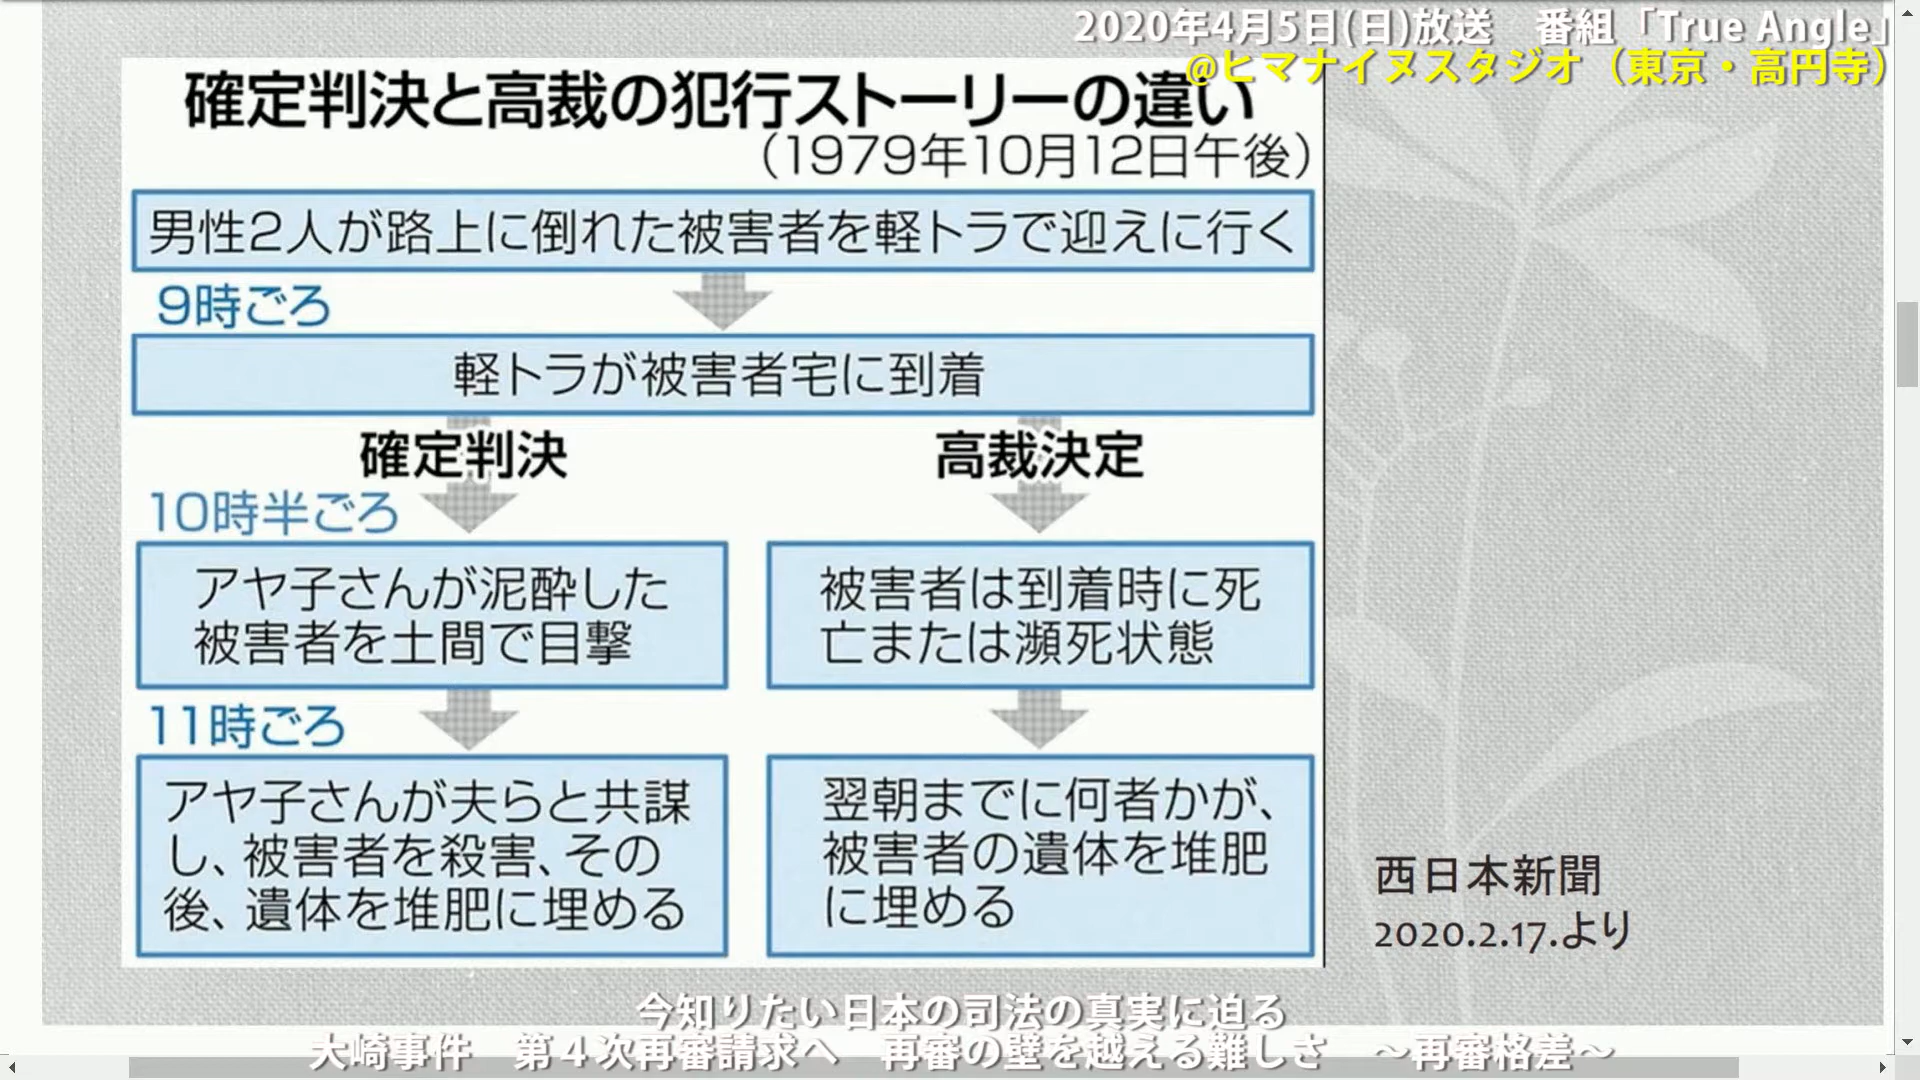 2020年4月5日(日)放送　番組「True Angle」
@ヒマナイヌスタジオ（東京・高円寺）
確定判決と高裁の犯行ストーリーの違い
（1979年10月12日午後）
男性2人が路上に倒れた被害者を軽トラで迎えに行く
9時ごろ
軽トラが被害者宅に到着
確定判決
10時半ごろ
アヤ子さんが泥酔した
被害者を土間で目撃
11時ごろ
アヤ子さんが夫らと共謀
し、被害者を殺害、その
後、遺体を堆肥に埋める
高裁決定
被害者は到着時に死
亡または瀕死状態
翌朝までに何者かが、
被害者の遺体を堆肥
に埋める
西日本新聞
2020.2.17.より
今知りたい日本の司法の真実に迫る
大崎事件　第４次再審請求へ　再審の壁を越える難しさ　～再審格差～